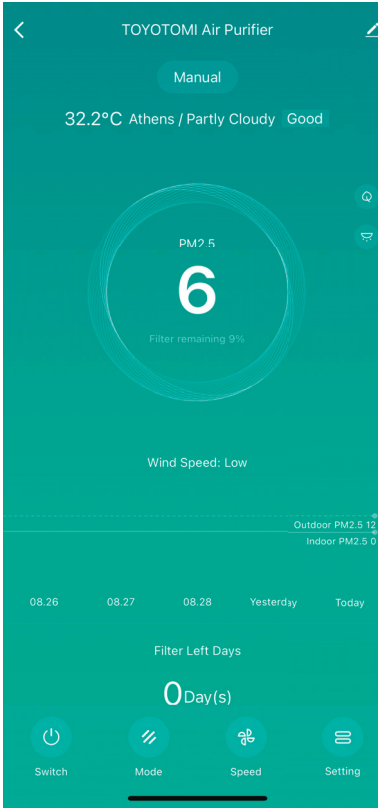 TOYOTOMI Air Purifier
Manual
32.2°C Athens / Partly Cloudy Good
PM2.5
6
Filter remaining 9%
Wind Speed: Low
Outdoor PM2.5 12
Indoor PM2.5 0
08.26 08.27 08.28 Yesterday Today
Filter Left Days
0Day(s)
Switch Mode Speed Setting